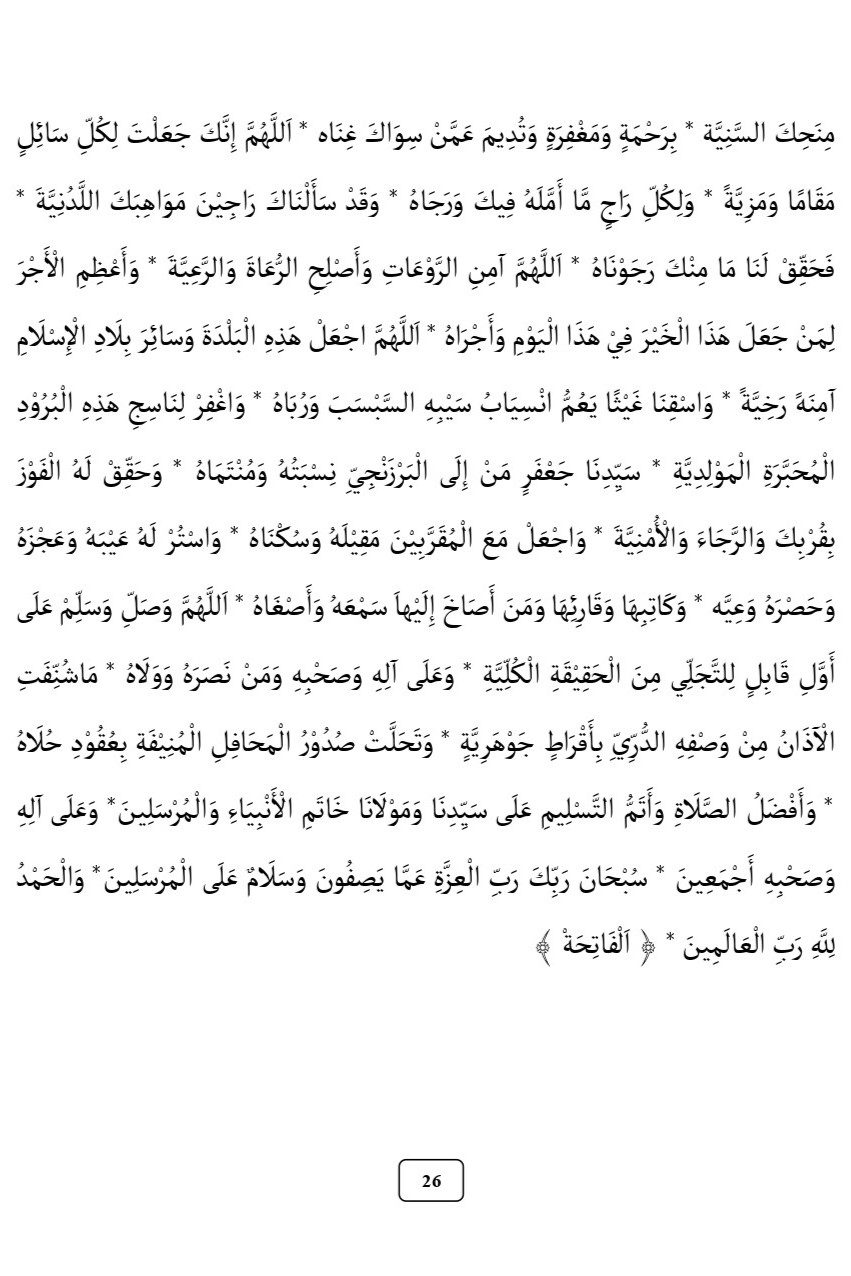 مِنَحِكَ السَّنِيَّة * بِرَحْمَةٍ وَمَغْفِرَةٍ وَتُدِيمَ عَمَّنْ سِوَاكَ غِنَاه * اَللَّهُمَّ إِنَّكَ جَعَلْتَ لِكُلِّ سَائِلٍ
مَقَامًا وَمَزِيَّةً * وَلِكُلِّ رَاجٍ مَّا أَمَّلَهُ فِيكَ وَرَجَاهُ * وَقَدْ سَأَلْنَاكَ رَاجِيْنَ مَوَاهِبَكَ اللَّدُنِيَّةَ *
فَحَقِّقْ لَنَا مَا مِنْكَ رَجَوْنَاهُ * اَللَّهُمَّ آمِنِ الرَّوْعَاتِ وَأَصْلِحِ الرُّعَاةَ وَالرَّعِيَّةَ * وَأَعْظِمِ الْأَجْرَ
لِمَنْ جَعَلَ هَذَا الْخَيْرَ فِيْ هَذَا الْيَوْمِ وَأَجْرَاهُ * اَللَّهُمَّ اجْعَلْ هَذِهِ الْبَلْدَةَ وَسَائِرَ بِلَادِ الْإِسْلَامِ
آمِنَةً رَخِيَّةً * وَاسْقِنَا غَيْثًا يَعُمُّ انْسِيَابُ سَيْبِهِ السَّبْسَبَ وَرُبَاهُ * وَاغْفِرْ لِنَاسِجِ هَذِهِ الْبُرُوْدِ
الْمُحَبَّرَةِ الْمَوْلِدِيَّةِ * سَيِّدِنَا جَعْفَرٍ مَنْ إِلَى الْبَرْزَنْجِيِّ نِسْبَتُهُ وَمُنْتَمَاهُ * وَحَقِّقْ لَهُ الْفَوْزَ
بِقُرْبِكَ وَالرَّجَاءَ وَالْأُمْنِيَّةَ * وَاجْعَلْ مَعَ الْمُقَرَّبِيْنَ مَقِيْلَهُ وَسُكْنَاهُ * وَاسْتُرْ لَهُ عَيْبَهُ وَعَجْزَهُ
وَحَصْرَهُ وَعِيَّه * وَكَاتِبِهَا وَقَارِئِهَا وَمَنَ أَصَاخَ إِلَيْهاَ سَمْعَهُ وَأَصْغَاهُ * اَللَّهُمَّ وَصَلِّ وَسَلِّمْ عَلَى
أَوَّلِ قَابِلٍ لِلتَّجَلِّي مِنَ الْحَقِيْقَةِ الْكُلِّيَّةِ * وَعَلَى آلِهِ وَصَحْبِهِ وَمَنْ نَصَرَهُ وَوَلَاهُ * مَاشُنِّفَتِ
الْآذَانُ مِنْ وَصْفِهِ الدُّرِّيِّ بِأَقْرَاطٍ جَوْهَرِيَّةٍ * وَتَحَلَّتْ صُدُوْرُ الْمَحَافِلِ الْمُنِيْفَةِ بِعُقُوْدِ حُلَاهُ
* وَأَفْضَلُ الصَّلَاةِ وَأَتَمُّ التَّسْلِيمِ عَلَى سَيِّدِنَا وَمَوْلَانَا خَاتَمِ الْأَنْبِيَاءِ وَالْمُرْسَلِينَ* وَعَلَى آلِهِ
وَصَحْبِهِ أَجْمَعِينَ * سُبْحَانَ رَبِّكَ رَبِّ الْعِزَّةِ عَمَّا يَصِفُونَ وَسَلَامٌ عَلَى الْمُرْسَلِينَ* وَالْحَمْدُ
لِلَّهِ رَبِّ الْعَالَمِينَ * ﴿ اَلْفَاتِحَةْ ﴾
26